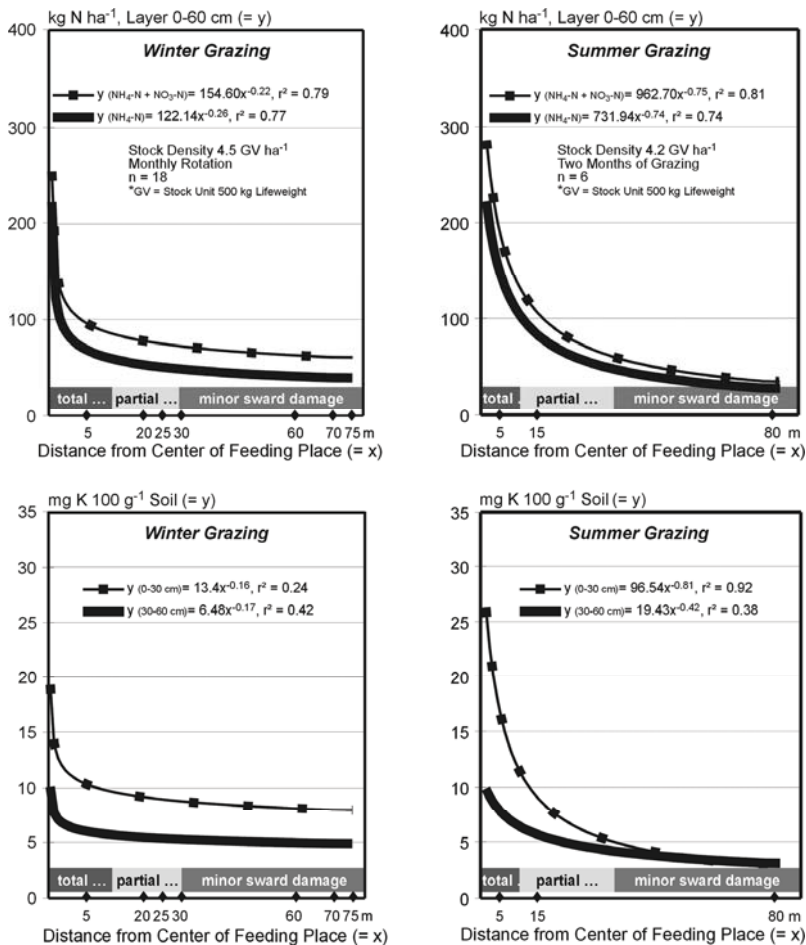 kg N ha⁻¹, Layer 0-60 cm (= y)
400
300
200
100
0
Winter Grazing
y (NH₄-N + NO₃-N)= 154.60x⁻⁰·²², r² = 0.79
y (NH₄-N)= 122.14x⁻⁰·²⁶, r² = 0.77
Stock Density 4.5 GV ha⁻¹
Monthly Rotation
n = 18
*GV = Stock Unit 500 kg Lifeweight
total ... partial ... minor sward damage
5 20 25 30 60 70 75 m
Distance from Center of Feeding Place (= x)
kg N ha⁻¹, Layer 0-60 cm (= y)
400
300
200
100
0
Summer Grazing
y (NH₄-N + NO₃-N) = 962.70x⁻⁰·⁷⁵, r² = 0.81
y (NH₄-N)= 731.94x⁻⁰·⁷⁴, r² = 0.74
Stock Density 4.2 GV ha⁻¹
Two Months of Grazing
n = 6
*GV = Stock Unit 500 kg Lifeweight
total . partial ... minor sward damage
5 15 80 m
Distance from Center of Feeding Place (= x)
mg K 100 g⁻¹ Soil (= y)
35
30
25
20
15
10
5
0
Winter Grazing
y (0-30 cm)= 13.4x⁻⁰·¹⁶, r² = 0.24
y (30-60 cm)= 6.48x⁻⁰·¹⁷, r² = 0.42
total ... partial ... minor sward damage
5 20 25 30 60 70 75 m
Distance from Center of Feeding Place (= x)
mg K 100 g⁻¹ Soil (= y)
35
30
25
20
15
10
5
0
Summer Grazing
y (0-30 cm)= 96.54x⁻⁰·⁸¹, r² = 0.92
y (30-60 cm)= 19.43x⁻⁰·⁴², r² = 0.38
total . partial ... minor sward damage
5 15 80 m
Distance from Center of Feeding Place (= x)